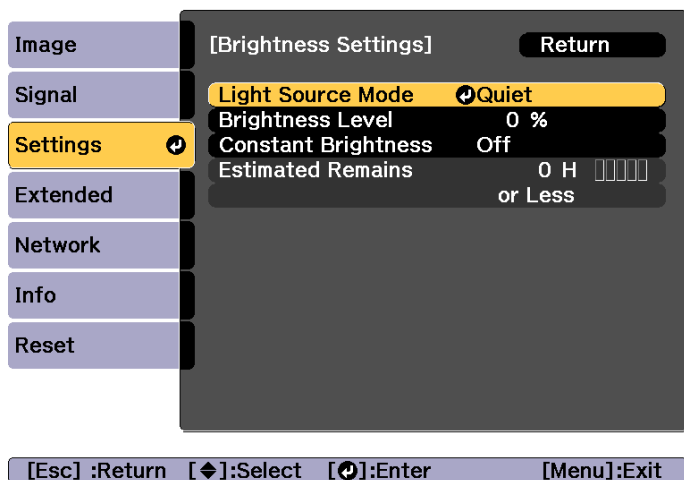 Image
Signal
Settings
Extended
Network
Info
Reset
[Brightness Settings] Return
Light Source Mode Quiet
Brightness Level 0 %
Constant Brightness Off
Estimated Remains 0 H
or Less
[Esc] :Return [◆]:Select [⏎]:Enter [Menu]:Exit